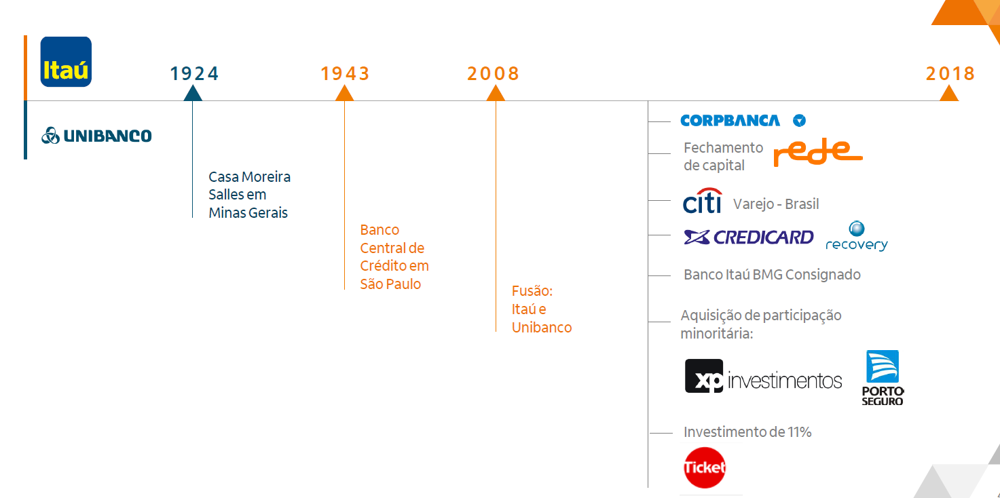 Itaú
UNIBANCO
1924
1943
2008
2018
Casa Moreira
Salles em
Minas Gerais
Banco
Central de
Crédito em
São Paulo
Fusão:
Itaú e
Unibanco
CORPBANCA
Fechamento
de capital
rede
citi
Varejo - Brasil
CREDICARD
recovery
Banco Itaú BMG Consignado
Aquisição de participação
minoritária:
xp investimentos
PORTO
SEGURO
Investimento de 11%
Ticket